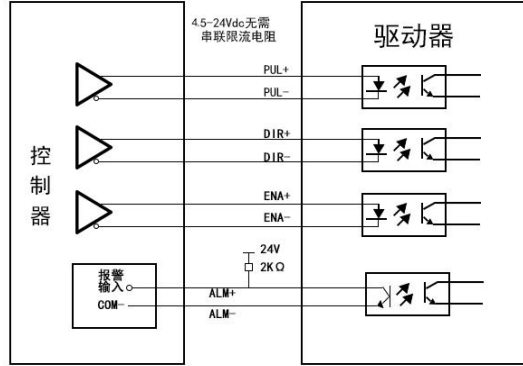 4.5-24Vdc无需
串联限流电阻
驱动器
控制器
PUL+
PUL-
DIR+
DIR-
ENA+
ENA-
24V
2KΩ
报警
输入
COM-
ALM+
ALM-